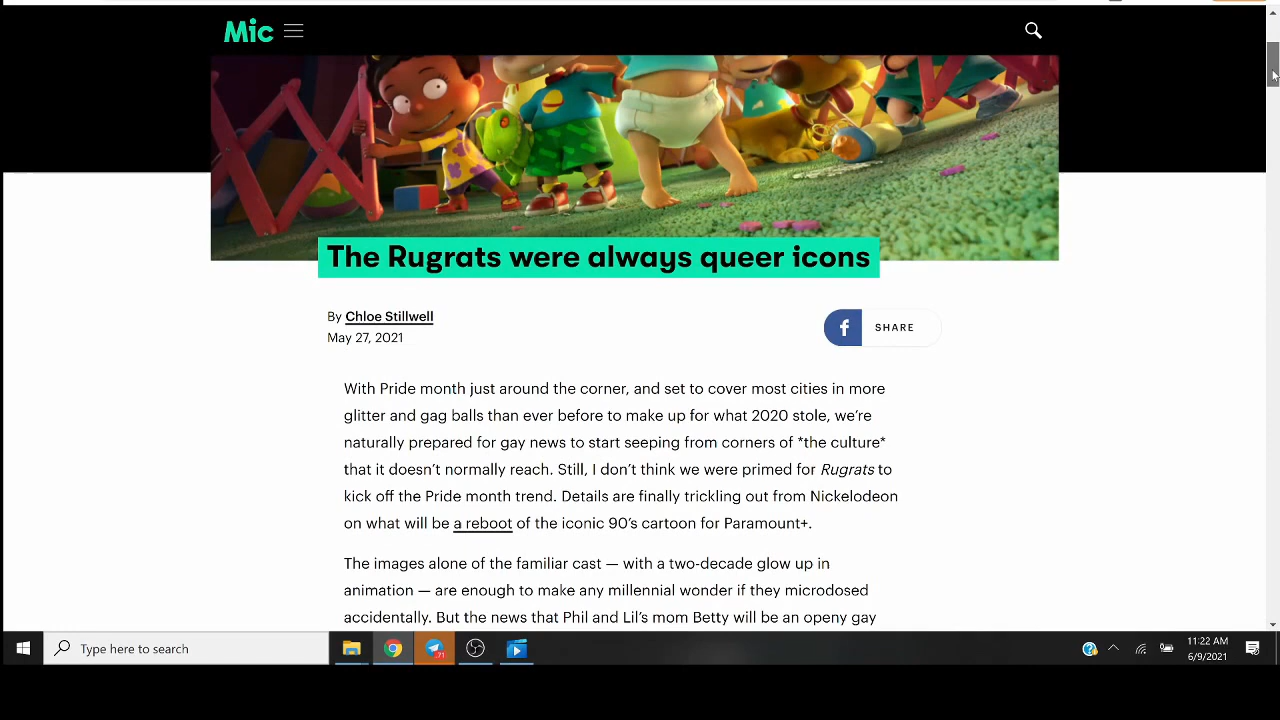 Mic
The Rugrats were always queer icons
By Chloe Stillwell
May 27, 2021
f SHARE
With Pride month just around the corner, and set to cover most cities in more
glitter and gag balls than ever before to make up for what 2020 stole, we're
naturally prepared for gay news to start seeping from corners of *the culture*
that it doesn't normally reach. Still, I don't think we were primed for Rugrats to
kick off the Pride month trend. Details are finally trickling out from Nickelodeon
on what will be a reboot of the iconic 90's cartoon for Paramount+.
The images alone of the familiar cast — with a two-decade glow up in
animation — are enough to make any millennial wonder if they microdosed
accidentally. But the news that Phil and Lil's mom Betty will be an openy gay
Type here to search
71
11:22 AM
6/9/2021